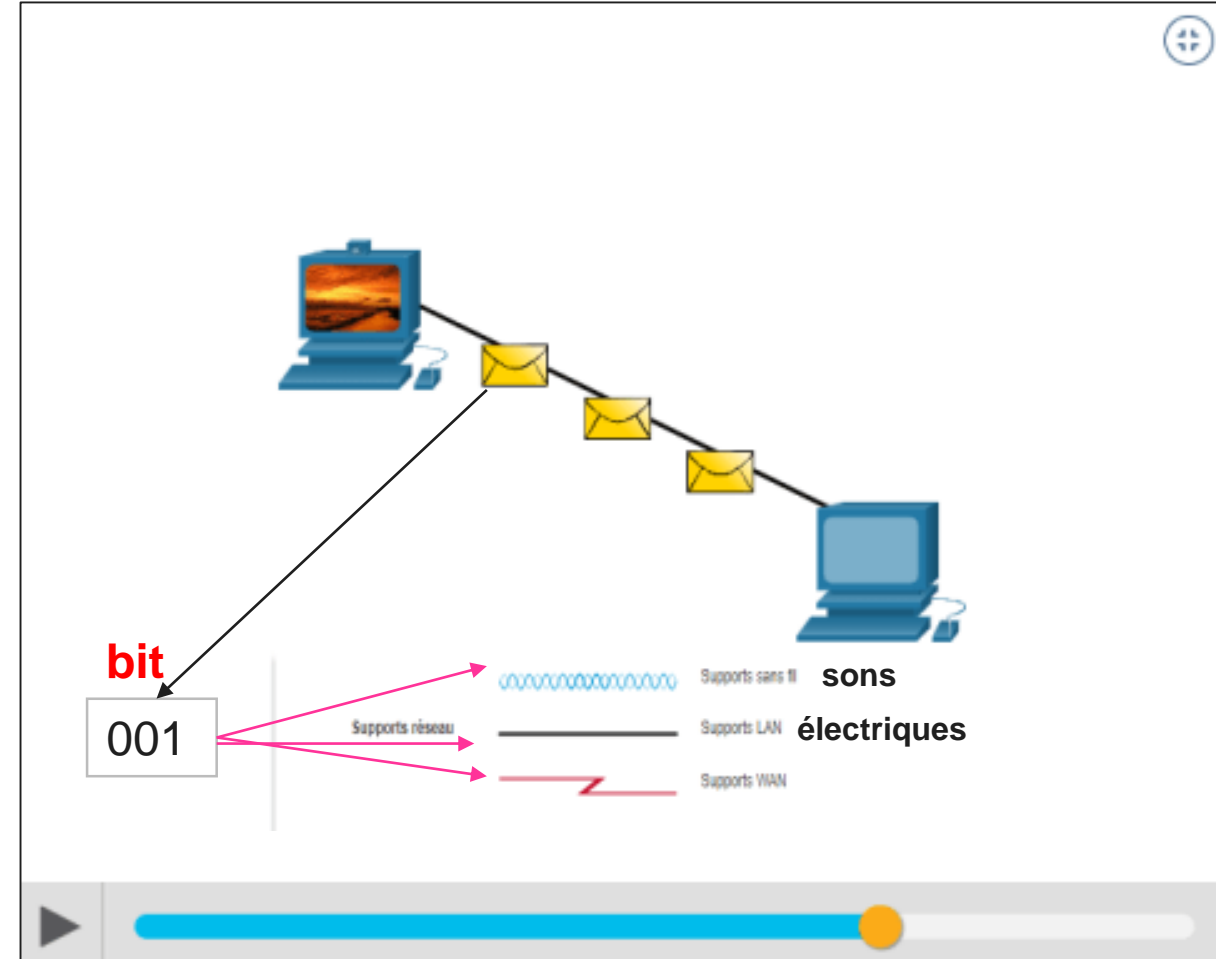 bit
001
Supports réseau
Supports sans fil sons
Supports LAN électriques
Supports WAN